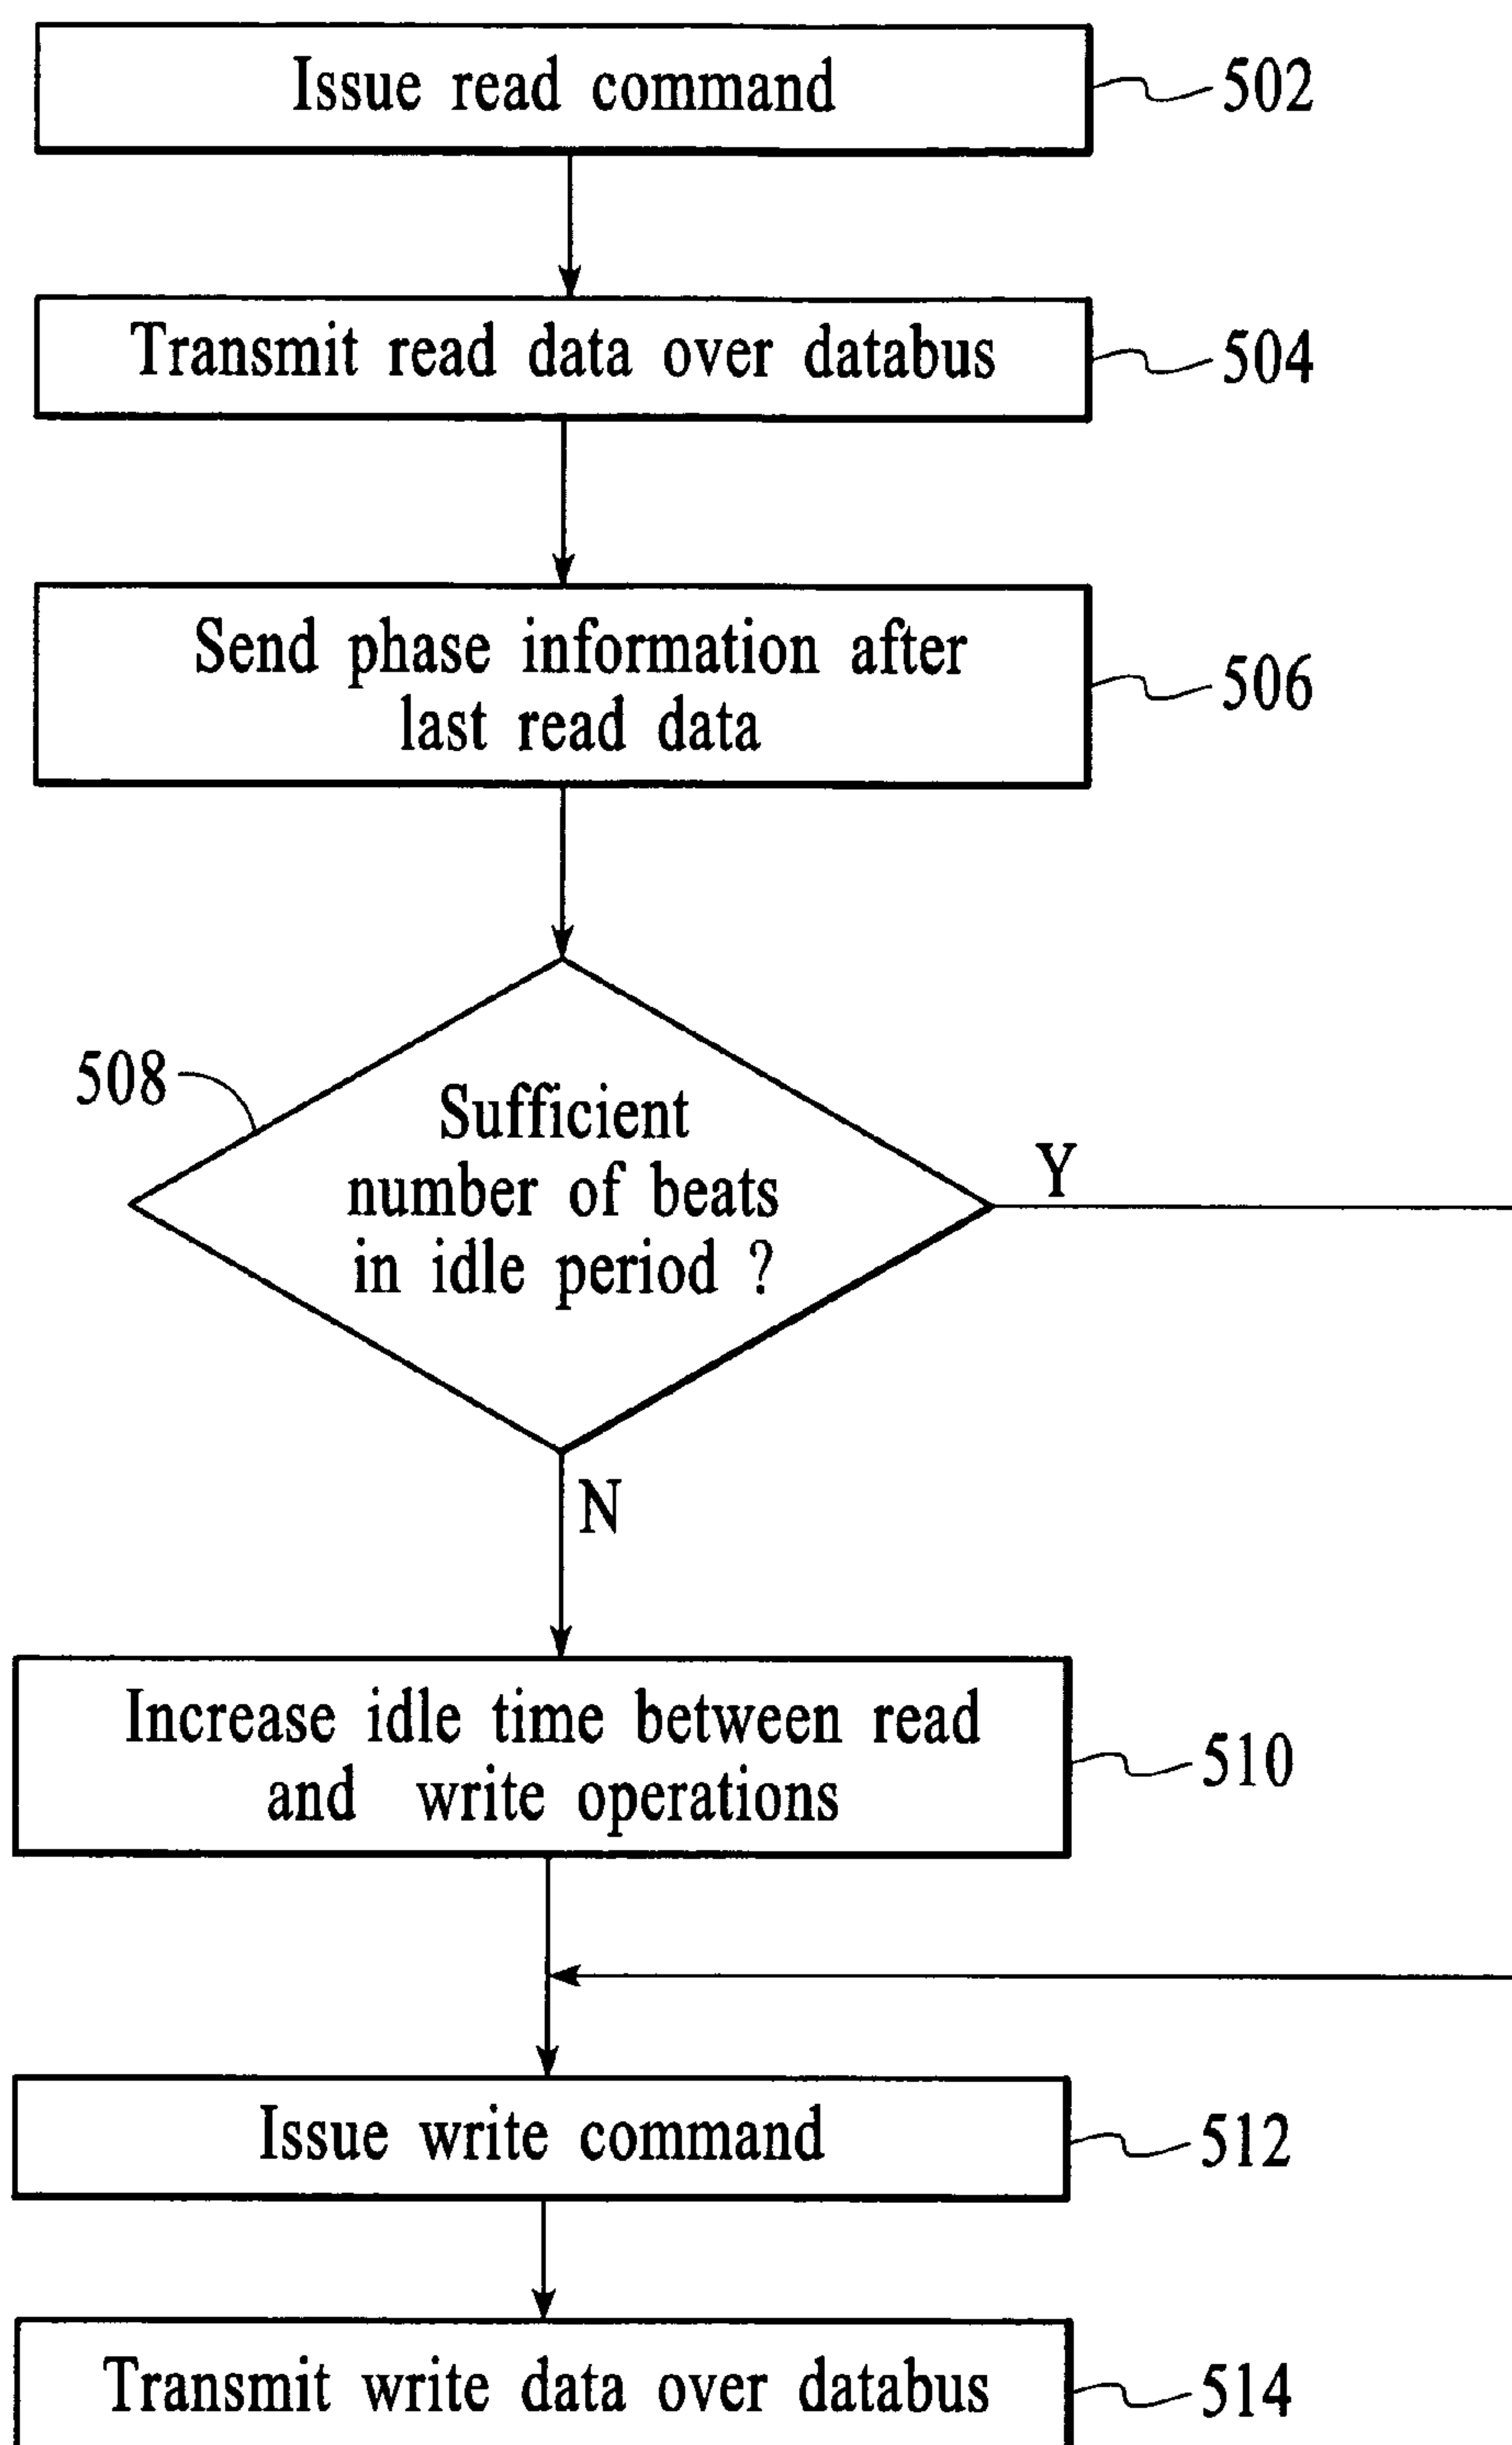 Issue read command
502
Transmit read data over databus
504
Send phase information after
last read data
506
508
Sufficient
number of beats
in idle period ?
Y
N
Increase idle time between read
and write operations
510
Issue write command
512
Transmit write data over databus
514